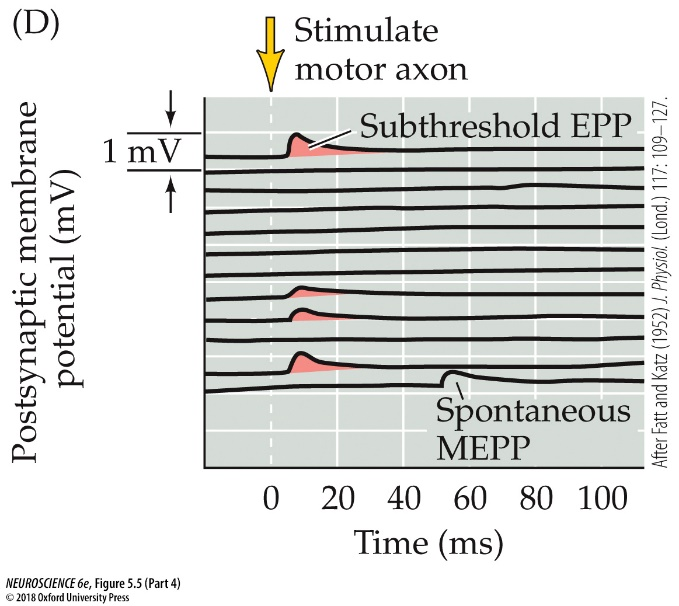 (D)
Stimulate
motor axon
Postsynaptic membrane
potential (mV)
1 mV
Subthreshold EPP
Spontaneous
MEPP
0 20 40 60 80 100
Time (ms)
After Fatt and Katz (1952) J. Physiol. (Lond.) 117: 109–127.
NEUROSCIENCE 6e, Figure 5.5 (Part 4)
© 2018 Oxford University Press